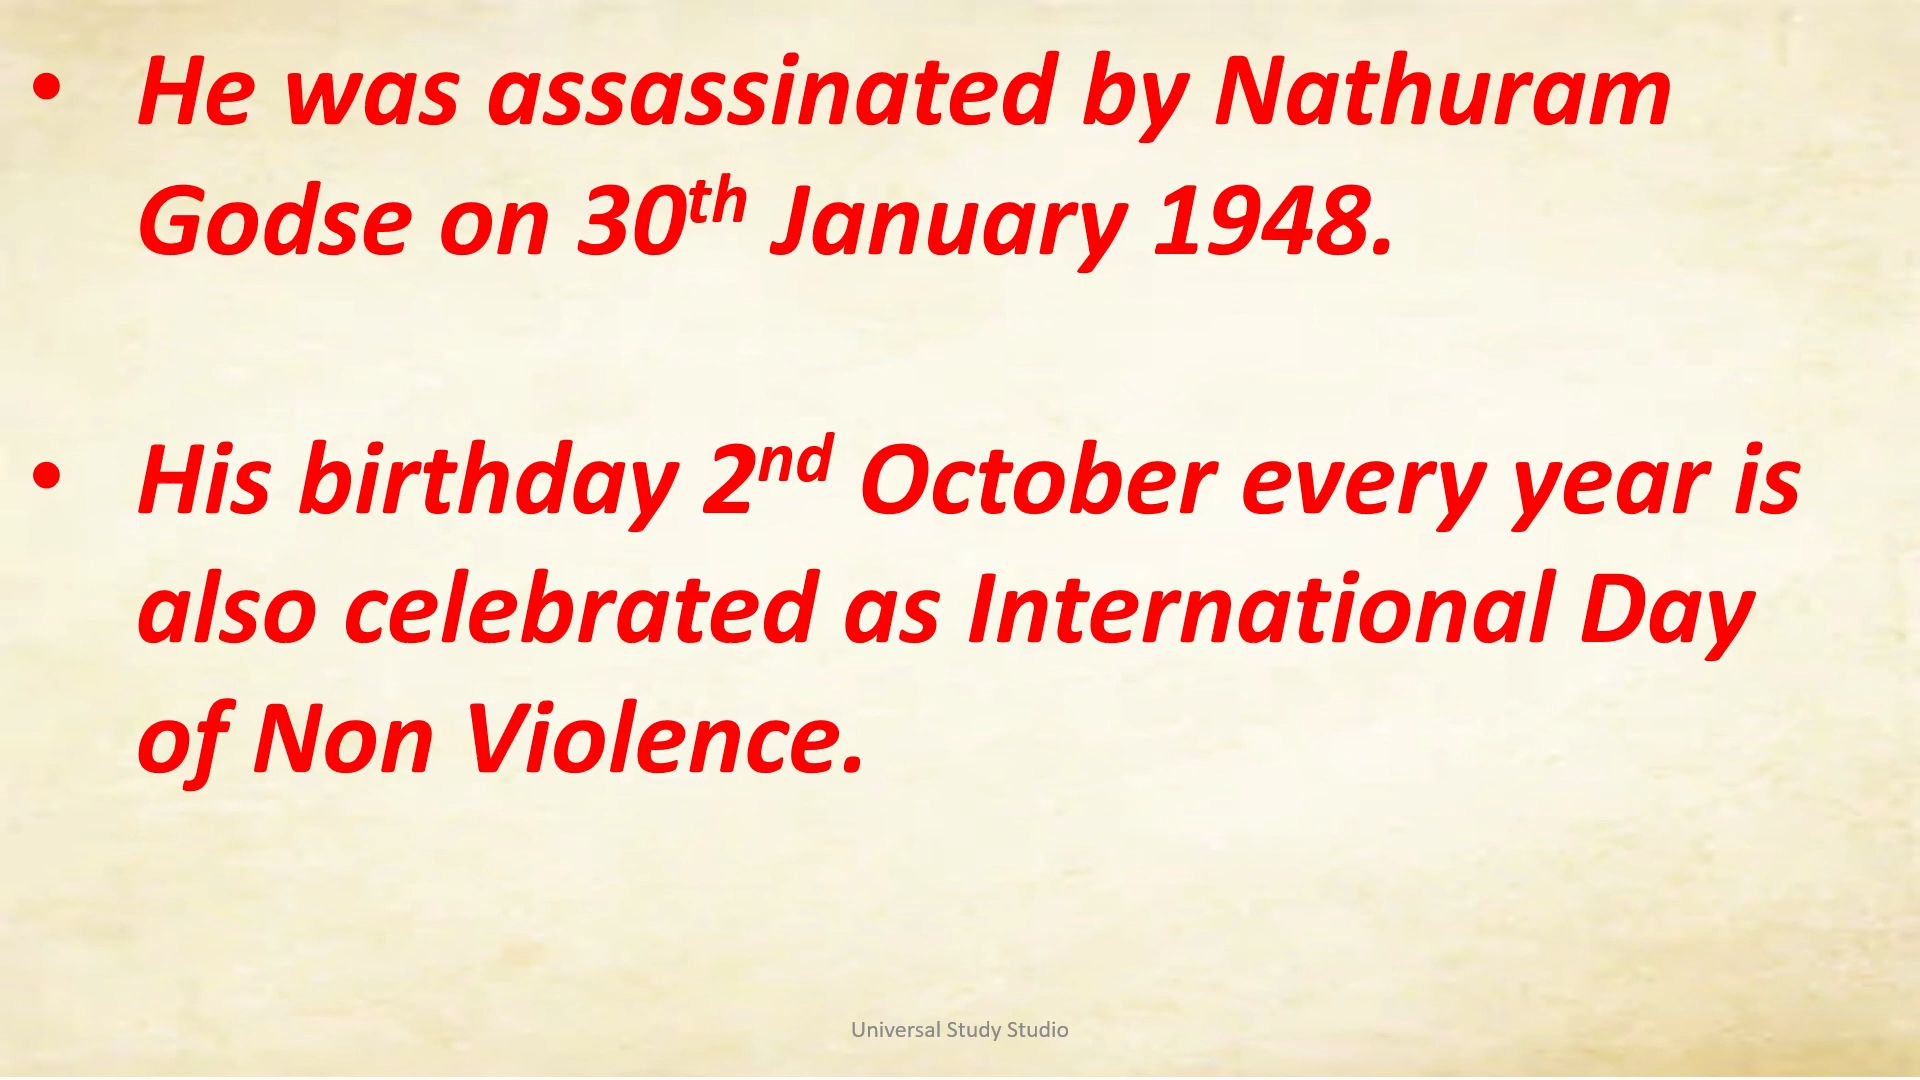 • He was assassinated by Nathuram
Godse on 30th January 1948.
• His birthday 2nd October every year is
also celebrated as International Day
of Non Violence.
Universal Study Studio